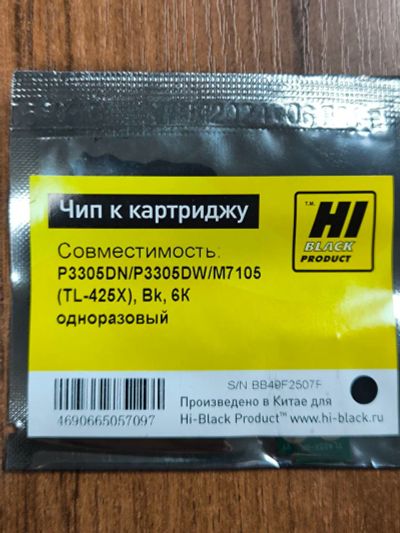 Чип к картриджу
T.M.
HI
BLACK
PRODUCT
Совместимость:
P3305DN/P3305DW/M7105
(TL-425X), Bk, 6K
одноразовый
S/N BB49F2507F
4690665057097
Произведено в Китае для
Hi-Black Product™ www.hi-black.ru